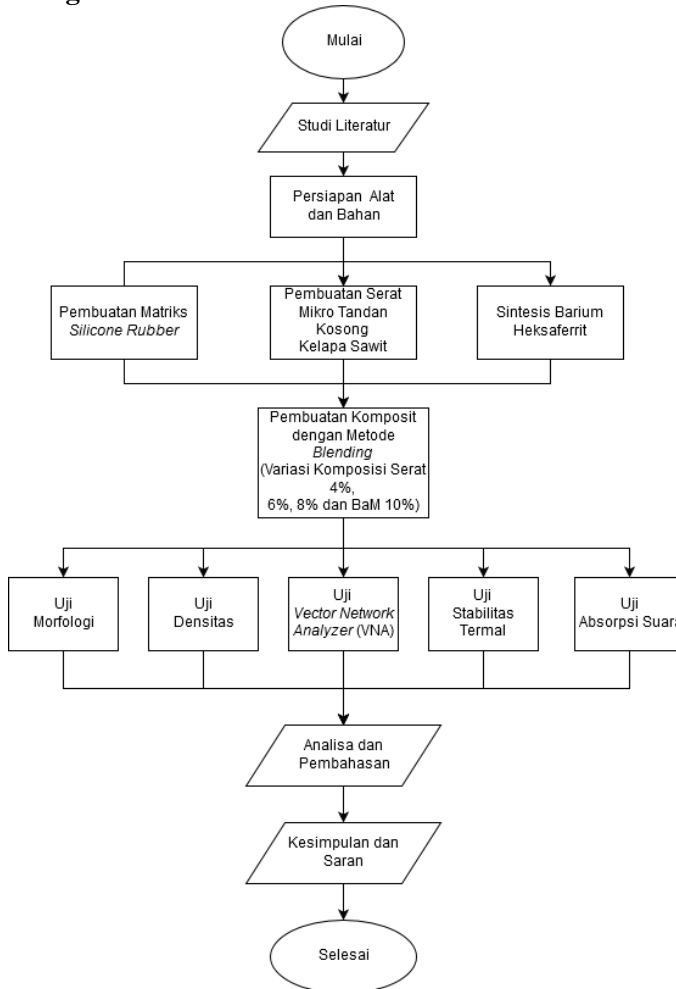 Mulai
Studi Literatur
Persiapan Alat
dan Bahan
Pembuatan Matriks
Silicone Rubber
Pembuatan Serat
Mikro Tandan
Kosong
Kelapa Sawit
Sintesis Barium
Heksaferrit
Pembuatan Komposit
dengan Metode
Blending
(Variasi Komposisi Serat
4%,
6%, 8% dan BaM 10%)
Uji
Morfologi
Uji
Densitas
Uji
Vector Network
Analyzer (VNA)
Uji
Stabilitas
Termal
Uji
Absorpsi Suara
Analisa dan
Pembahasan
Kesimpulan dan
Saran
Selesai